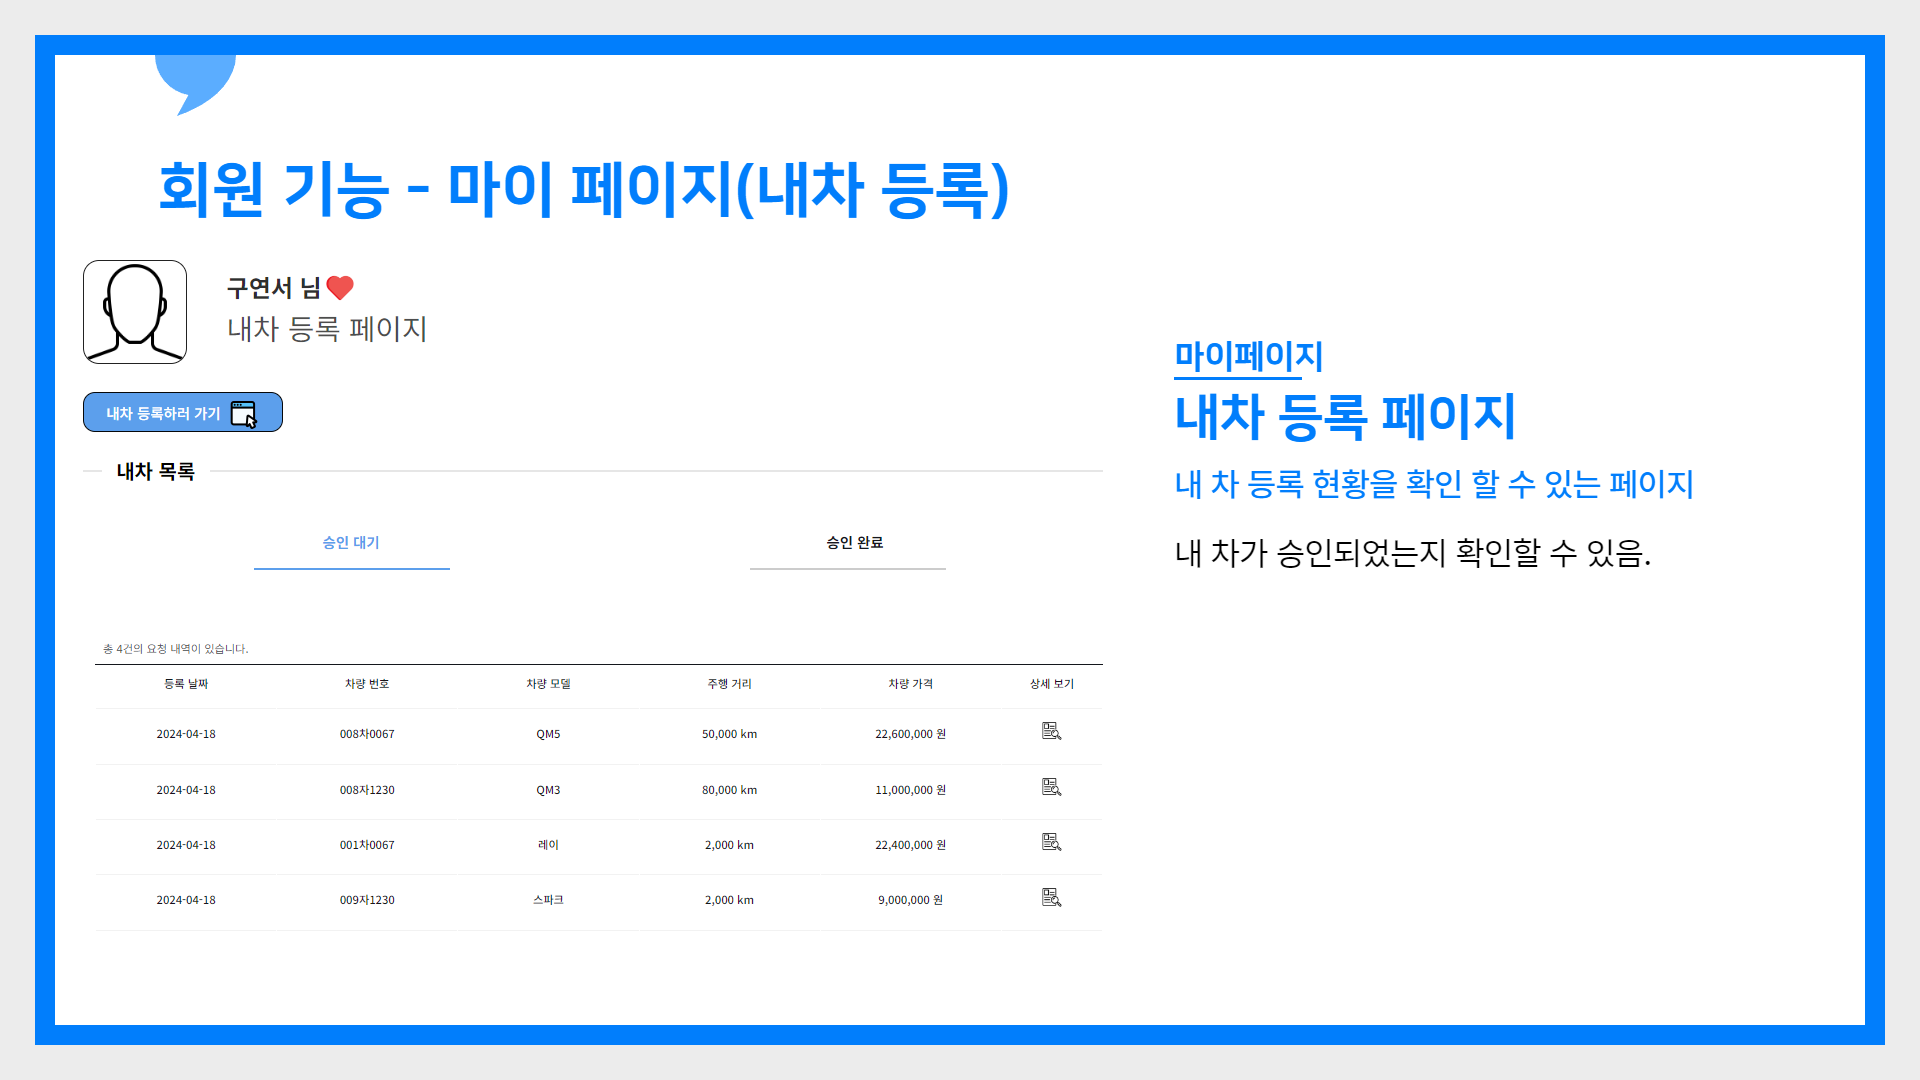 회원 기능 - 마이 페이지(내차 등록)
구연서 님
내차 등록 페이지
내차 등록하러 가기
내차 목록
승인 대기 승인 완료
총 4건의 요청 내역이 있습니다.
등록 날짜 차량 번호 차량 모델 주행 거리 차량 가격 상세 보기
2024-04-18 008차0067 QM5 50,000 km 22,600,000 원
2024-04-18 008자1230 QM3 80,000 km 11,000,000 원
2024-04-18 001차0067 레이 2,000 km 22,400,000 원
2024-04-18 009자1230 스파크 2,000 km 9,000,000 원
마이페이지
내차 등록 페이지
내 차 등록 현황을 확인 할 수 있는 페이지
내 차가 승인되었는지 확인할 수 있음.